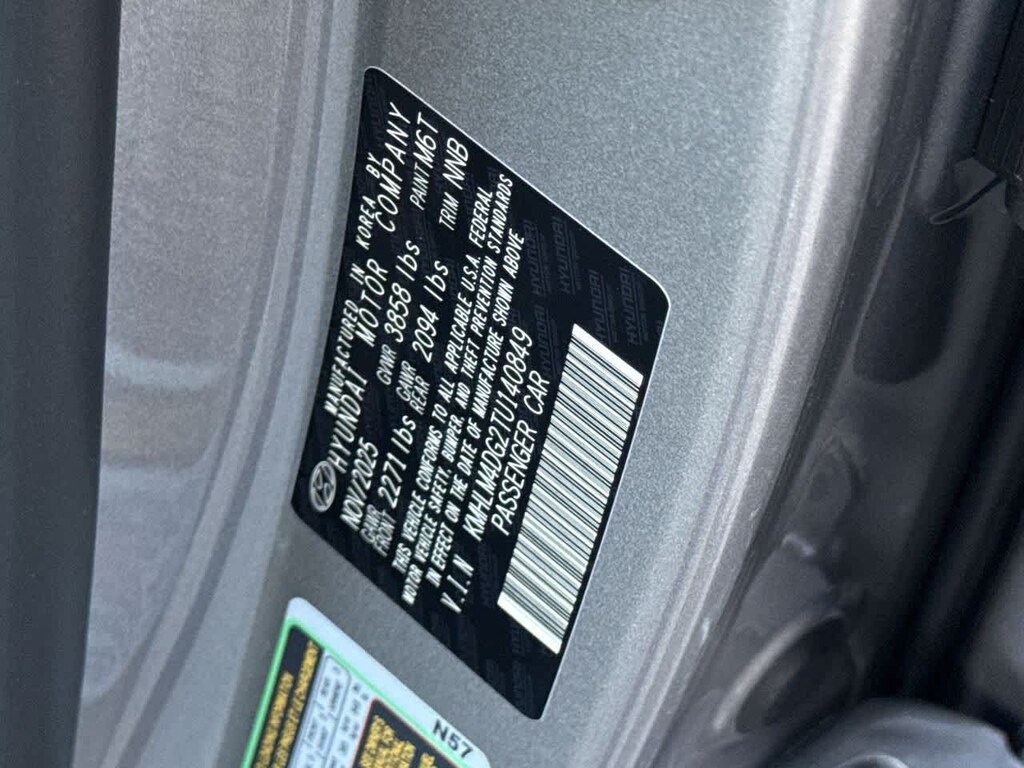 MANUFACTURED IN KOREA BY
HYUNDAI MOTOR COMPANY
NOV/2025 GVWR 3858 lbs PAINT M6T
GAWR FRONT 2271 lbs GAWR REAR 2094 lbs TRIM NNB
THIS VEHICLE CONFORMS TO ALL APPLICABLE U.S.A. FEDERAL
MOTOR VEHICLE SAFETY, BUMPER, AND THEFT PREVENTION STANDARDS
IN EFFECT ON THE DATE OF MANUFACTURE SHOWN ABOVE
V.I.N KMHLM4DG2TU140849
PASSENGER CAR
HYUNDAI
N57